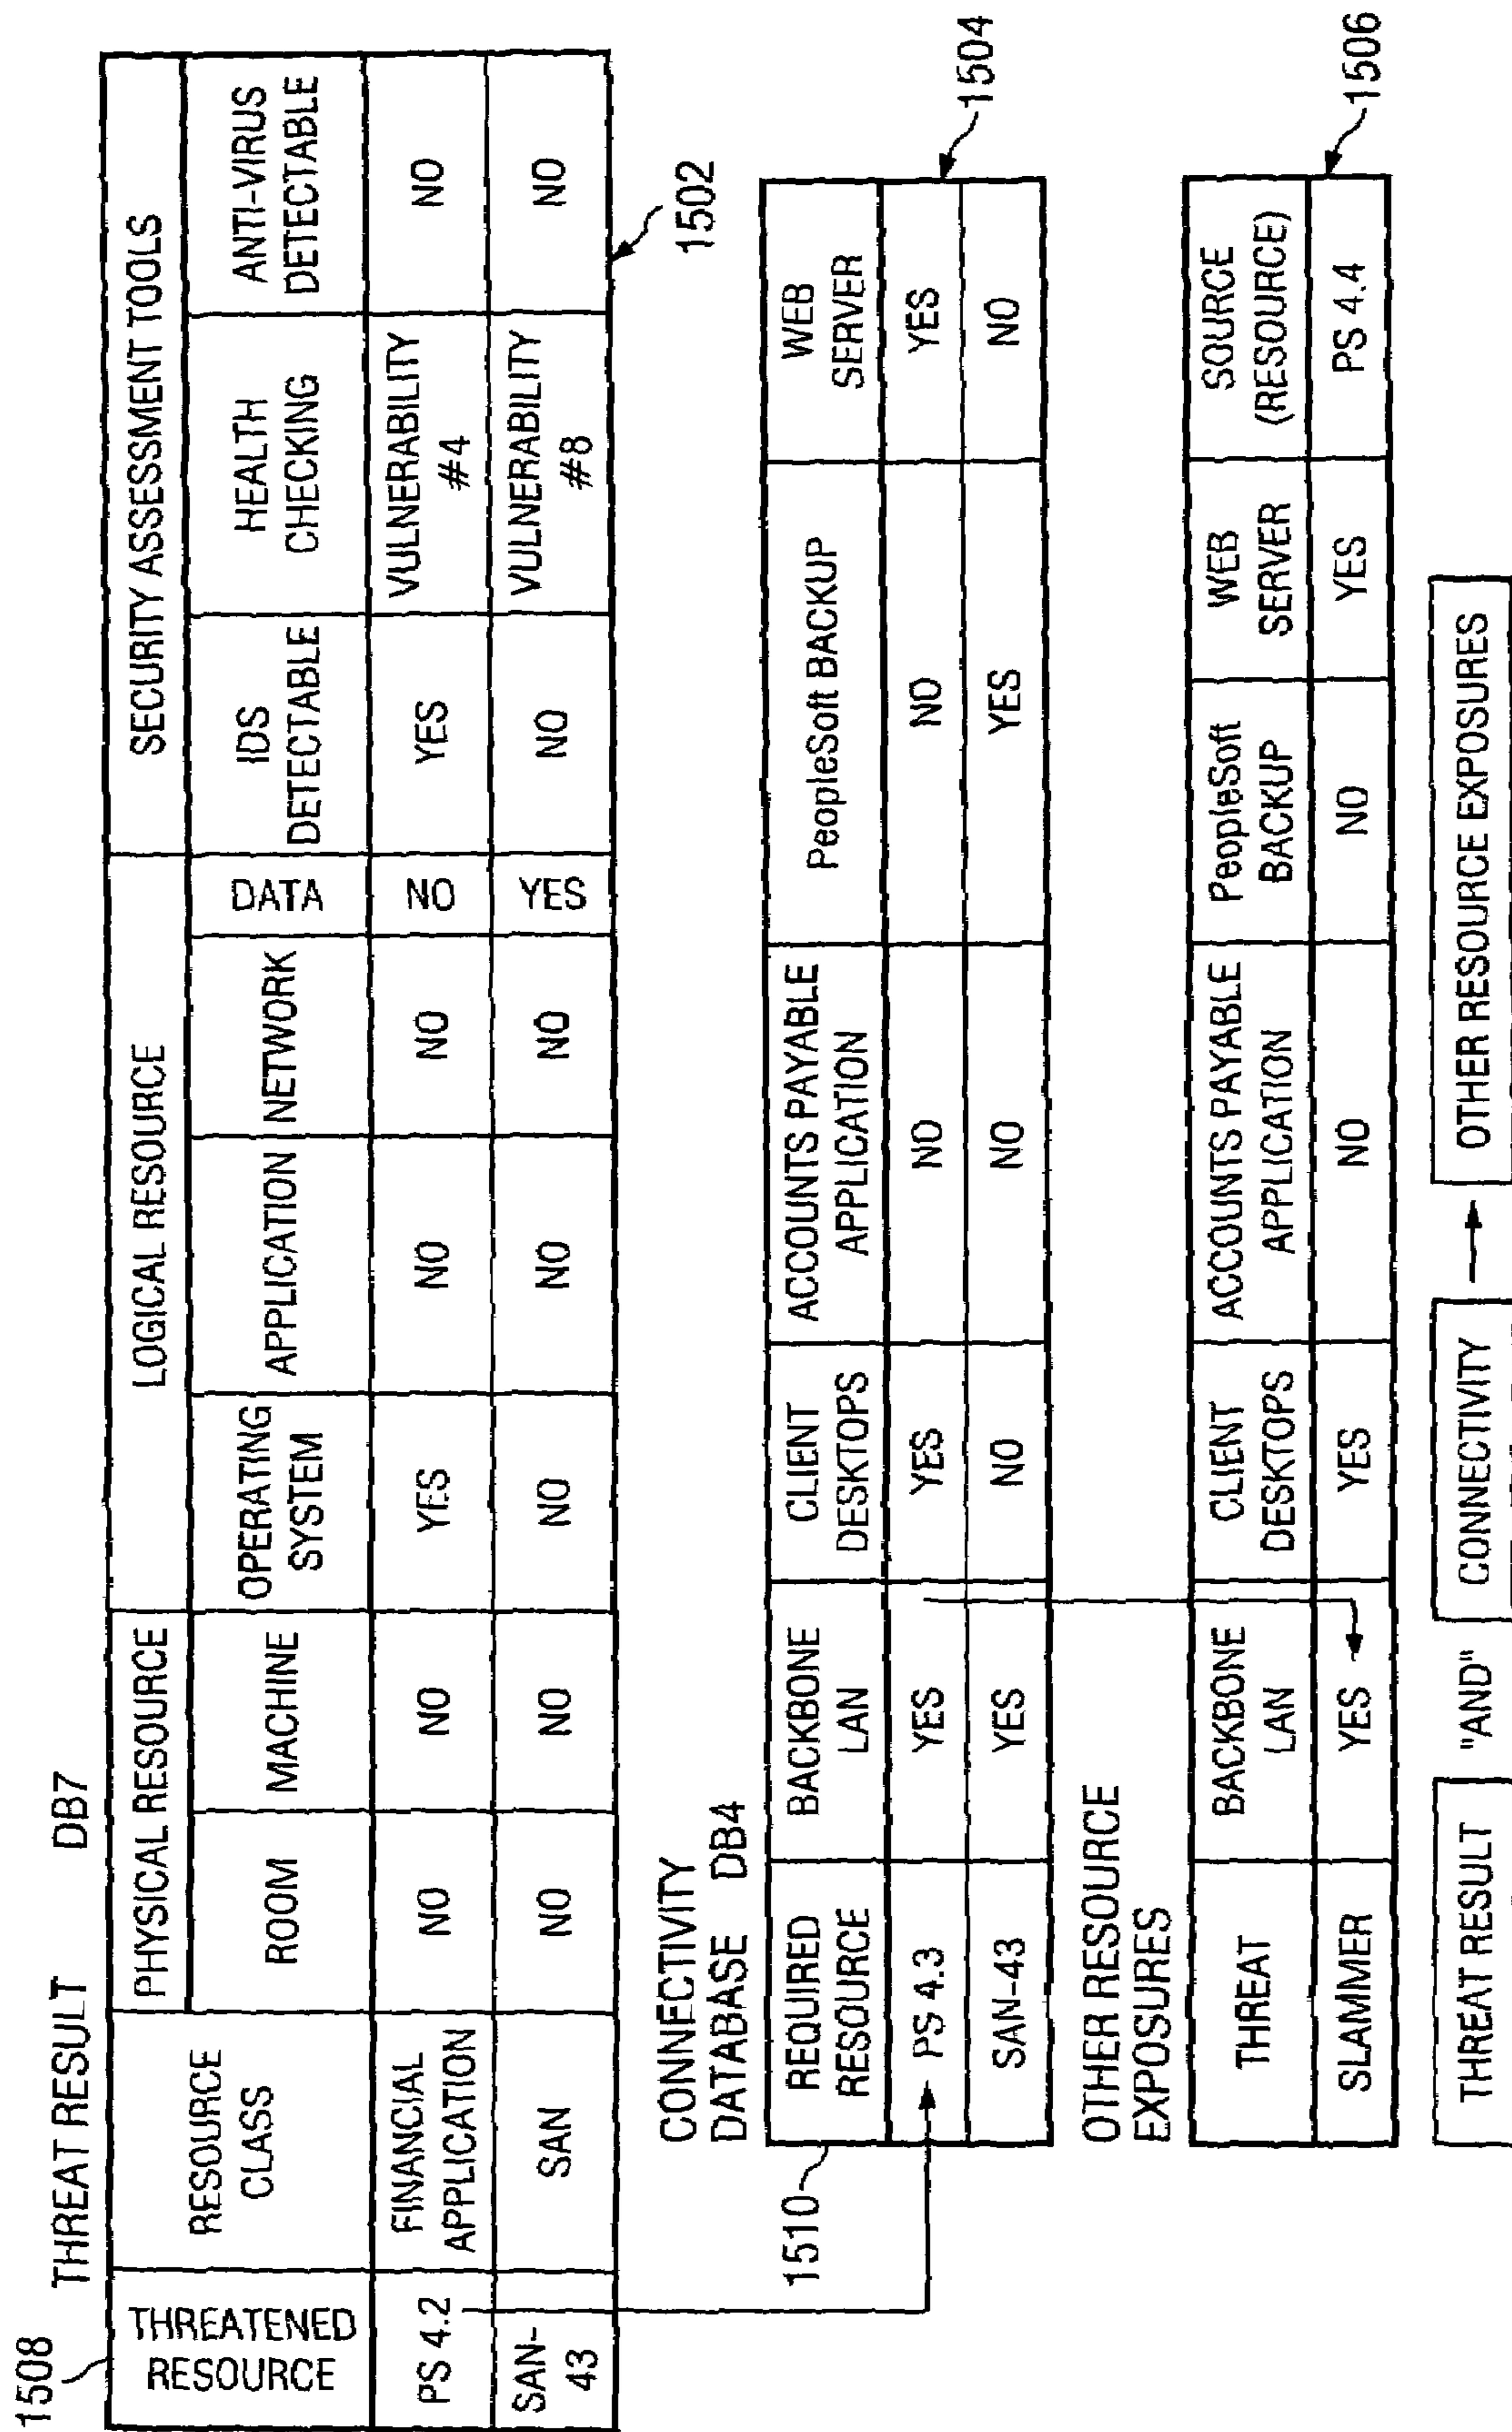 1508
THREAT RESULT DB7
THREATENED RESOURCE
RESOURCE CLASS
PHYSICAL RESOURCE
LOGICAL RESOURCE
SECURITY ASSESSMENT TOOLS
ROOM
MACHINE
OPERATING SYSTEM
APPLICATION
NETWORK
DATA
IDS DETECTABLE
HEALTH CHECKING
ANTI-VIRUS DETECTABLE
PS 4.2 FINANCIAL APPLICATION NO NO YES NO NO NO YES VULNERABILITY #4 NO
SAN-43 SAN NO NO NO NO NO YES NO VULNERABILITY #8 NO
1502
CONNECTIVITY
DATABASE DB4
1510
REQUIRED RESOURCE
BACKBONE LAN
CLIENT DESKTOPS
ACCOUNTS PAYABLE APPLICATION
PeopleSoft BACKUP
WEB SERVER
PS 4.3 YES YES NO NO YES
SAN-43 YES NO NO YES NO
1504
OTHER RESOURCE
EXPOSURES
THREAT
BACKBONE LAN
CLIENT DESKTOPS
ACCOUNTS PAYABLE APPLICATION
PeopleSoft BACKUP
WEB SERVER
SOURCE (RESOURCE)
SLAMMER YES YES NO NO YES PS 4.4
1506
THREAT RESULT "AND" CONNECTIVITY OTHER RESOURCE EXPOSURES